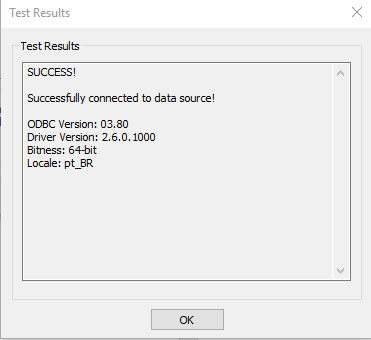 Test Results
Test Results
SUCCESS!
Successfully connected to data source!
ODBC Version: 03.80
Driver Version: 2.6.0.1000
Bitness: 64-bit
Locale: pt_BR
OK